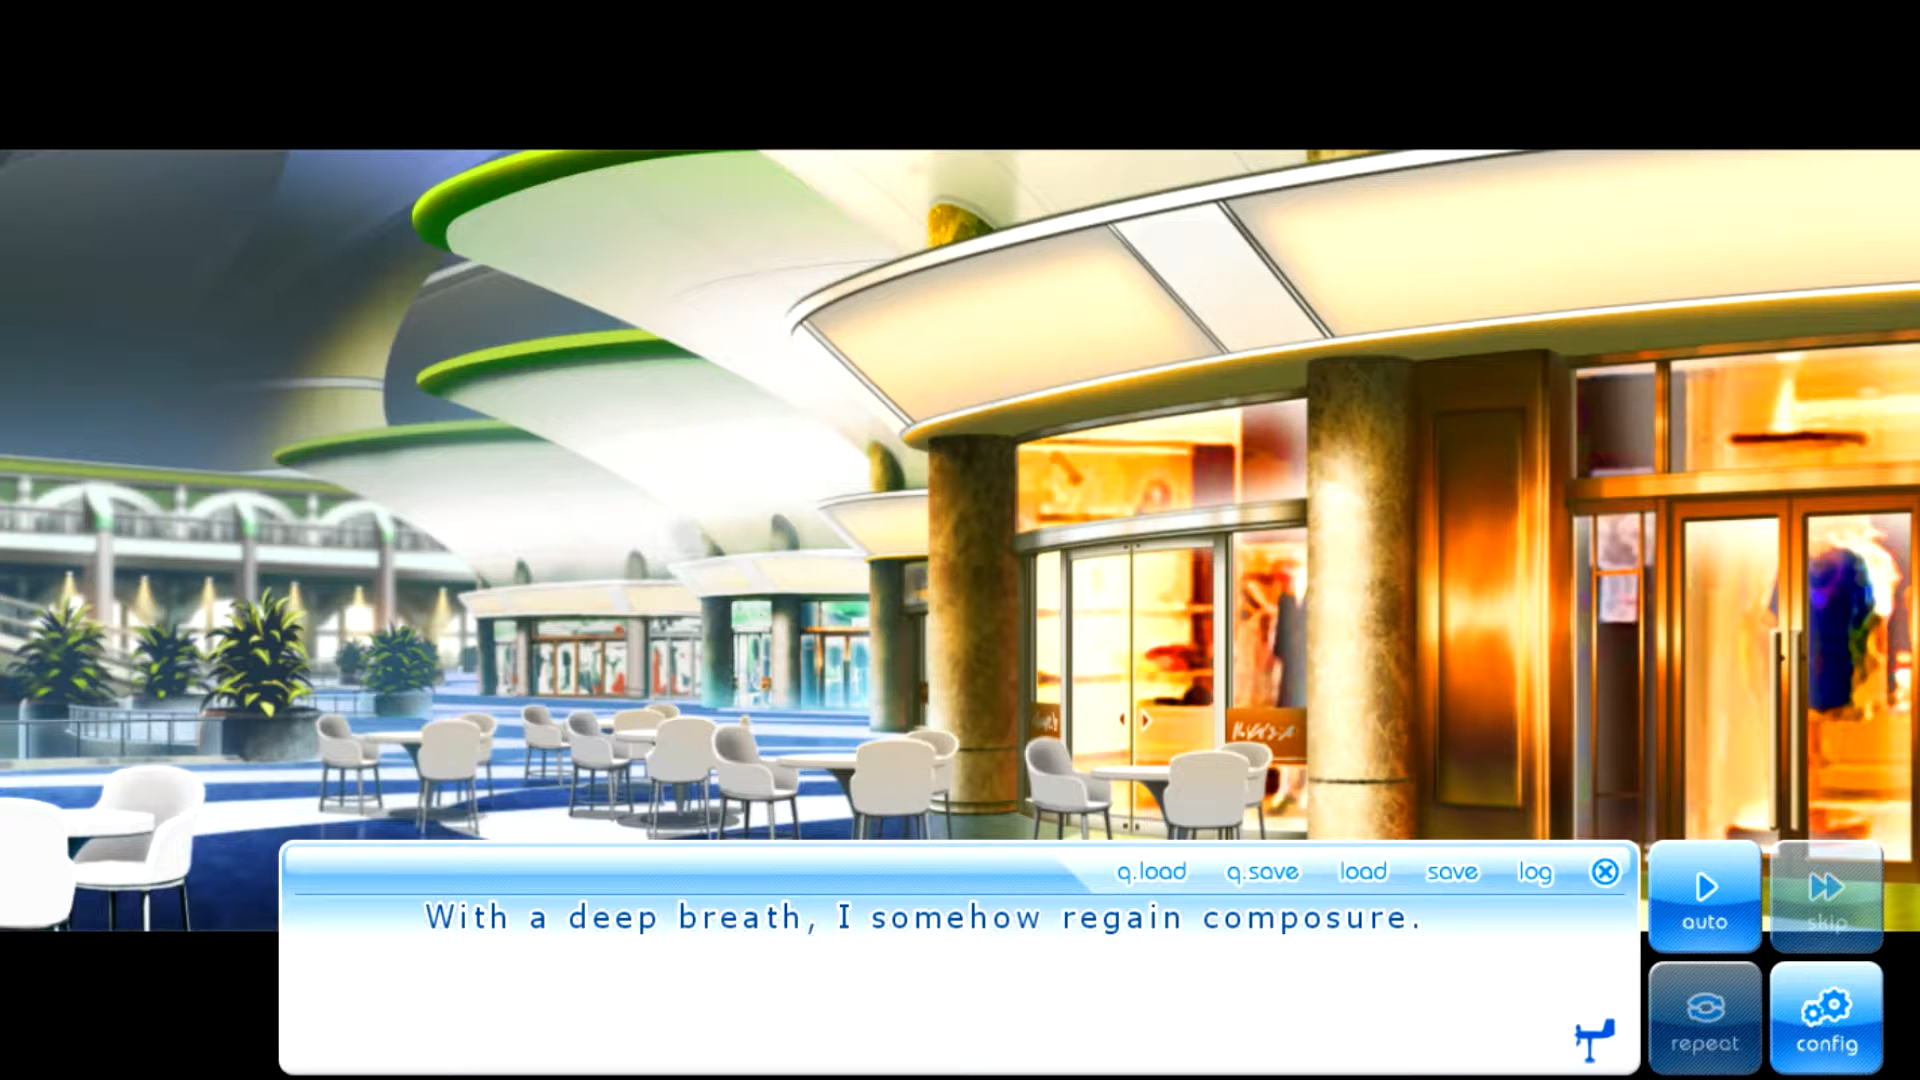 q.load q.save load save log
With a deep breath, I somehow regain composure.
auto
skip
repeat
config